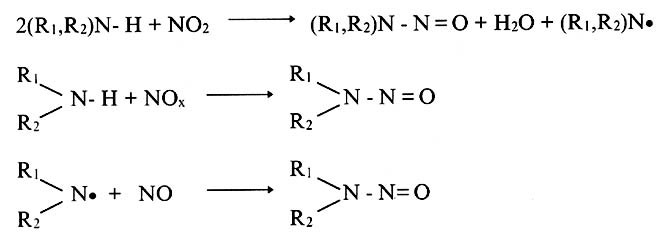 2(R₁,R₂)N- H + NO₂ ⟶ (R₁,R₂)N - N = O + H₂O + (R₁,R₂)N•
R₁
N- H + NOₓ ⟶
R₂
R₁
N - N = O
R₂
R₁
N• + NO ⟶
R₂
R₁
N - N = O
R₂